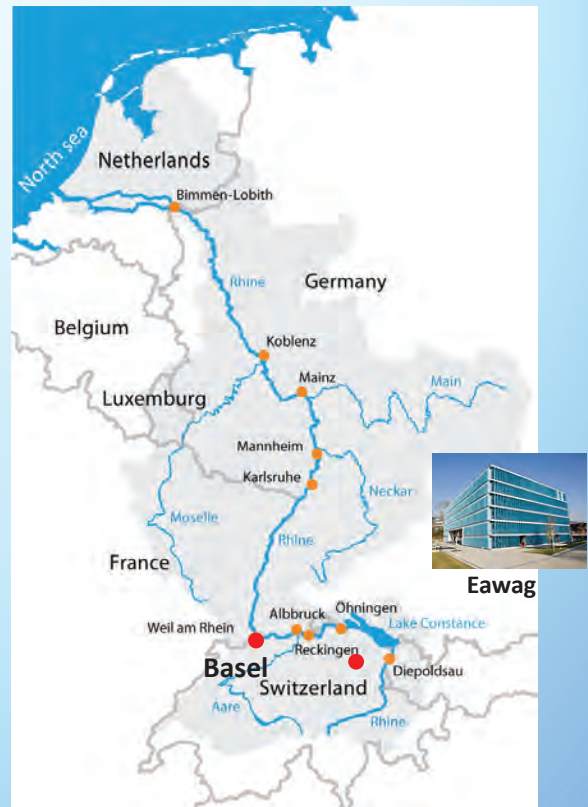 North sea
Netherlands
Bimmen-Lobith
Rhine
Germany
Belgium
Koblenz
Mainz
Main
Luxemburg
Mannheim
Karlsruhe
Neckar
Moselle
Rhine
France
Eawag
Albbruck
Öhningen
Lake Constance
Weil am Rhein
Reckingen
Basel
Diepoldsau
Switzerland
Aare
Rhine